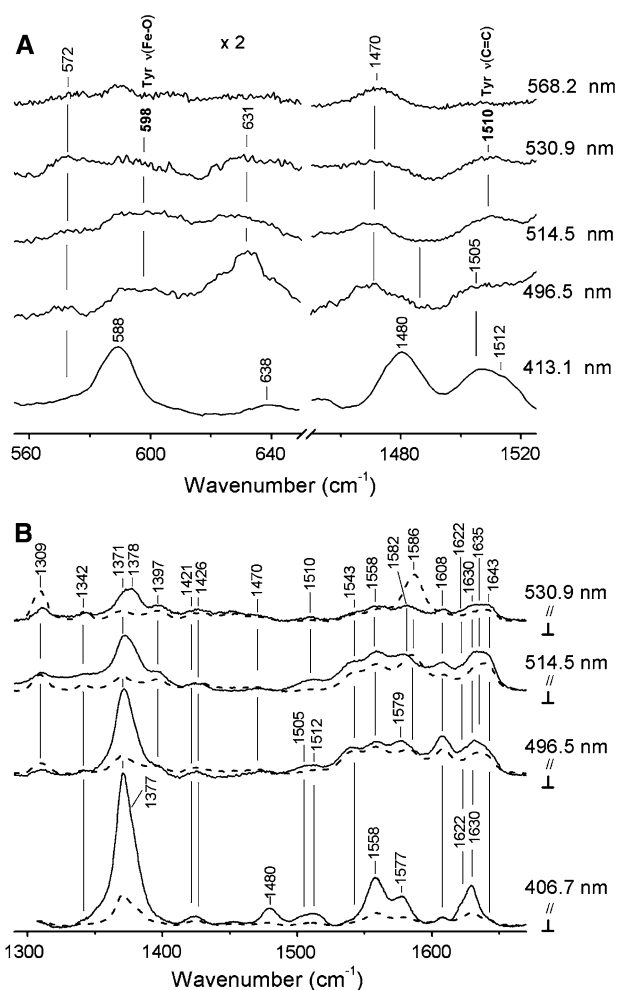 A
572
Tyr ν(Fe-O)
598
x 2
631
1470
Tyr ν(C=C)
1510
568.2 nm
530.9 nm
514.5 nm
1505
496.5 nm
588
638
1480
1512
413.1 nm
560 600 640 1480 1520
Wavenumber (cm⁻¹)
B
1309 1342 1371 1378 1397 1421 1426 1470 1510 1543 1558 1582 1586 1608 1622 1630 1635 1643
530.9 nm
//
⊥
514.5 nm
//
⊥
1505 1512 1579
496.5 nm
//
⊥
1377
1480 1558 1577 1622 1630
406.7 nm
//
⊥
1300 1400 1500 1600
Wavenumber (cm⁻¹)